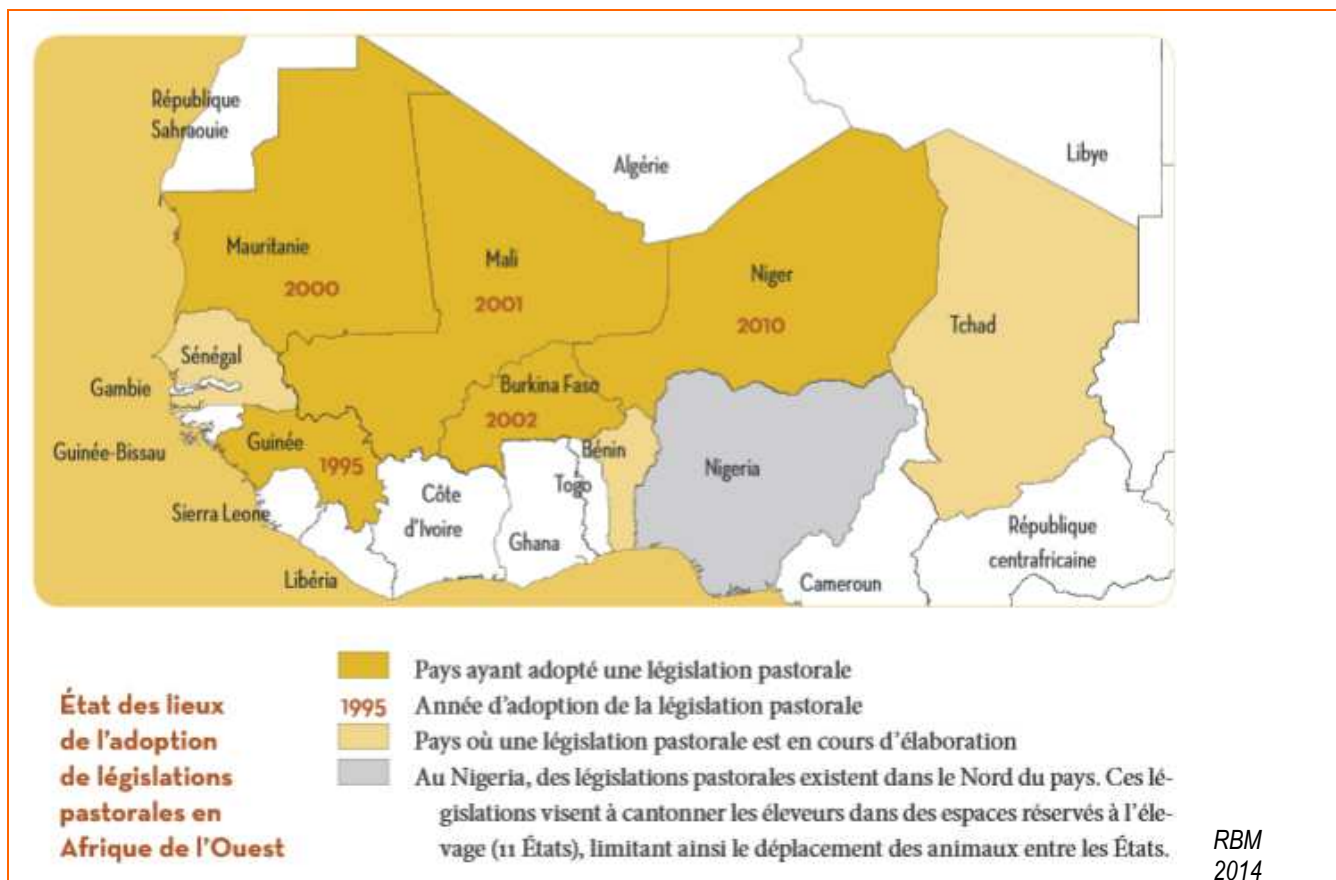 République
Sahraouie
Algérie
Libye
Mauritanie
2000
Mali
2001
Niger
2010
Tchad
Sénégal
Gambie
Burkina Faso
2002
Guinée-Bissau
Guinée
1995
Bénin
Nigeria
Togo
Sierra Leone
Côte
d'Ivoire
Ghana
République
centrafricaine
Libéria
Cameroun
État des lieux
de l'adoption
de législations
pastorales en
Afrique de l'Ouest
Pays ayant adopté une législation pastorale
1995 Année d'adoption de la législation pastorale
Pays où une législation pastorale est en cours d'élaboration
Au Nigeria, des législations pastorales existent dans le Nord du pays. Ces lé-
gislations visent à cantonner les éleveurs dans des espaces réservés à l'éle-
vage (11 États), limitant ainsi le déplacement des animaux entre les États.
RBM
2014